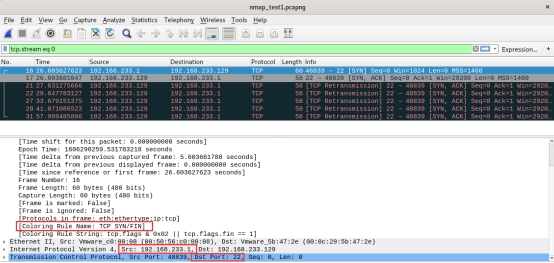 nmap_test1.pcapng
File Edit View Go Capture Analyze Statistics Telephony Wireless Tools Help
tcp.stream eq 0 Expression... +
No. Time Source Destination Protocol Length Info
16 26.603627623 192.168.233.1 192.168.233.129 TCP 60 48839 → 22 [SYN] Seq=0 Win=1024 Len=0 MSS=1460
17 26.603681047 192.168.233.129 192.168.233.1 TCP 58 22 → 48839 [SYN, ACK] Seq=0 Ack=1 Win=29200 Len=0 MSS=1460
21 27.631275666 192.168.233.129 192.168.233.1 TCP 58 [TCP Retransmission] 22 → 48839 [SYN, ACK] Seq=0 Ack=1 Win=2920…
22 29.647783127 192.168.233.129 192.168.233.1 TCP 58 [TCP Retransmission] 22 → 48839 [SYN, ACK] Seq=0 Ack=1 Win=2920…
27 33.679151375 192.168.233.129 192.168.233.1 TCP 58 [TCP Retransmission] 22 → 48839 [SYN, ACK] Seq=0 Ack=1 Win=2920…
28 41.871086523 192.168.233.129 192.168.233.1 TCP 58 [TCP Retransmission] 22 → 48839 [SYN, ACK] Seq=0 Ack=1 Win=2920…
31 57.999485006 192.168.233.129 192.168.233.1 TCP 58 [TCP Retransmission] 22 → 48839 [SYN, ACK] Seq=0 Ack=1 Win=2920…
[Time shift for this packet: 0.000000000 seconds]
Epoch Time: 1606290259.531783218 seconds
[Time delta from previous captured frame: 5.603661788 seconds]
[Time delta from previous displayed frame: 0.000000000 seconds]
[Time since reference or first frame: 26.603627623 seconds]
Frame Number: 16
Frame Length: 60 bytes (480 bits)
Capture Length: 60 bytes (480 bits)
[Frame is marked: False]
[Frame is ignored: False]
[Protocols in frame: eth:ethertype:ip:tcp]
[Coloring Rule Name: TCP SYN/FIN]
[Coloring Rule String: tcp.flags & 0x02 || tcp.flags.fin == 1]
Ethernet II, Src: Vmware_c0:00:08 (00:50:56:c0:00:08), Dst: Vmware_5b:47:2e (00:0c:29:5b:47:2e)
Internet Protocol Version 4, Src: 192.168.233.1, Dst: 192.168.233.129
Transmission Control Protocol, Src Port: 48839, Dst Port: 22, Seq: 0, Len: 0